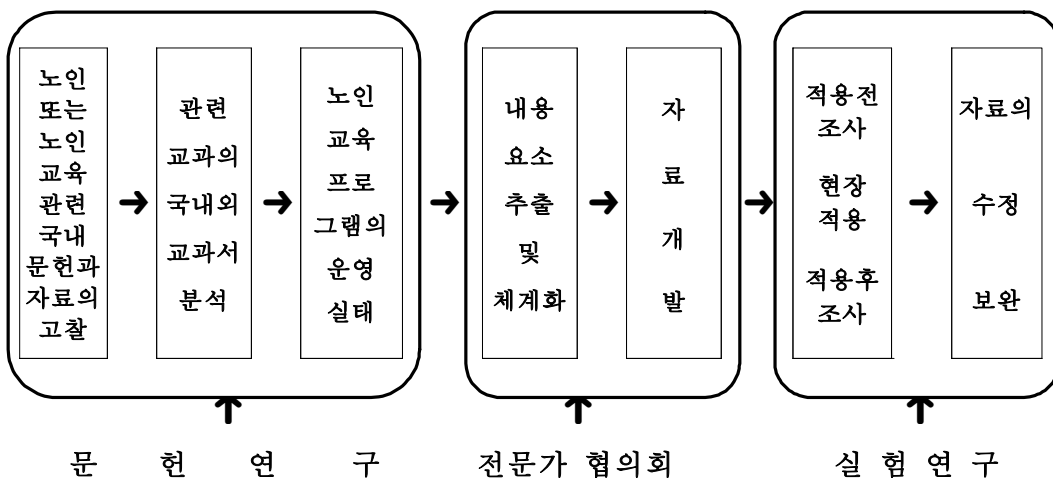 노인
또는
노인
교육
관련
국내
문헌과
자료의
고찰
관련
교과의
국내외
교과서
분석
노인
교육
프로
그램의
운영
실태
내용
요소
추출
및
체계화
자
료
개
발
적용전
조사
현장
적용
적용후
조사
자료의
수정
보완
문 헌 연 구
전문가 협의회
실 험 연 구